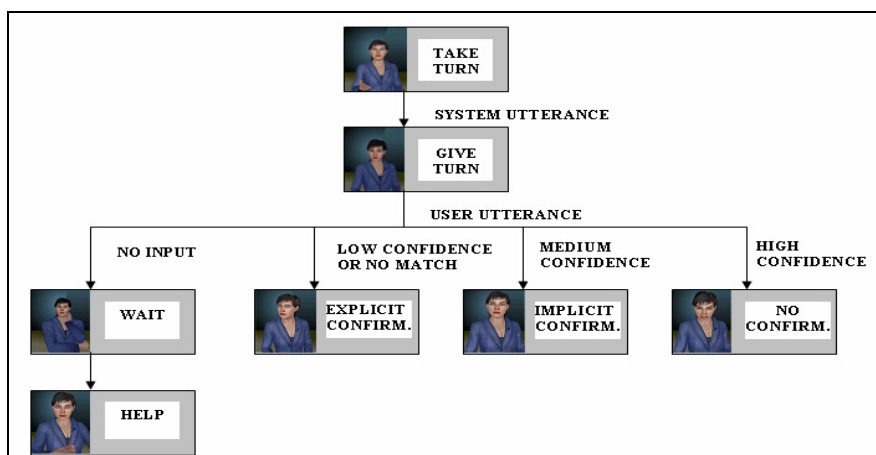 TAKE
TURN
SYSTEM UTTERANCE
GIVE
TURN
USER UTTERANCE
NO INPUT
LOW CONFIDENCE
OR NO MATCH
MEDIUM
CONFIDENCE
HIGH
CONFIDENCE
WAIT
EXPLICIT
CONFIRM.
IMPLICIT
CONFIRM.
NO
CONFIRM.
HELP